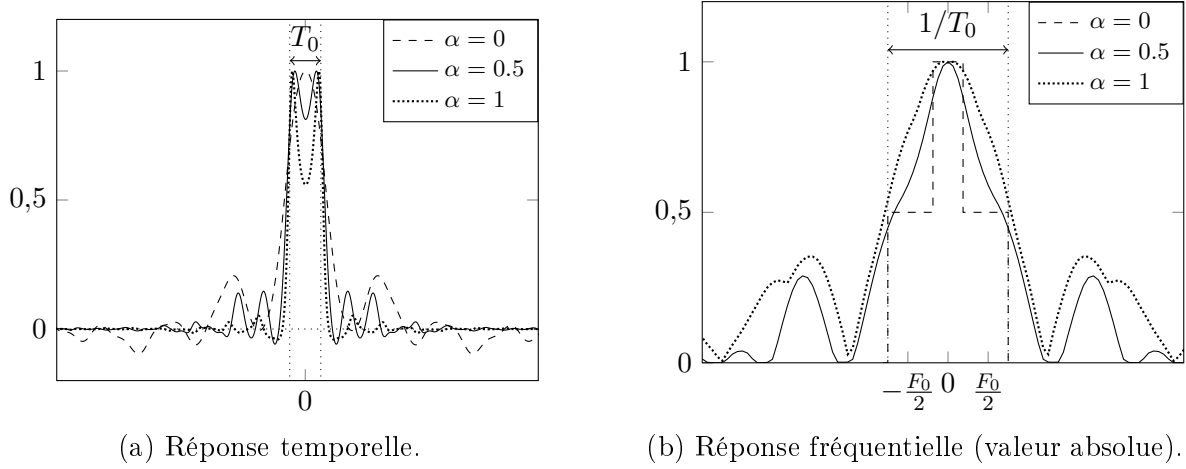 T₀
α = 0
α = 0.5
α = 1
1
0,5
0
0
(a) Réponse temporelle.
1/T₀
α = 0
α = 0.5
α = 1
1
0,5
0
−F₀/2 0 F₀/2
(b) Réponse fréquentielle (valeur absolue).